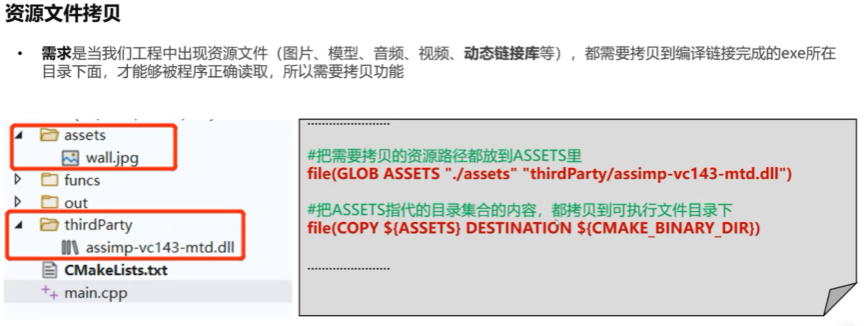 资源文件拷贝
• 需求是当我们工程中出现资源文件（图片、模型、音频、视频、动态链接库等），都需要拷贝到编译链接完成的exe所在
目录下面，才能够被程序正确读取，所以需要拷贝功能
assets
wall.jpg
funcs
out
thirdParty
assimp-vc143-mtd.dll
CMakeLists.txt
main.cpp
........................
#把需要拷贝的资源路径都放到ASSETS里
file(GLOB ASSETS "./assets" "thirdParty/assimp-vc143-mtd.dll")
#把ASSETS指代的目录集合的内容，都拷贝到可执行文件目录下
file(COPY ${ASSETS} DESTINATION ${CMAKE_BINARY_DIR})
........................